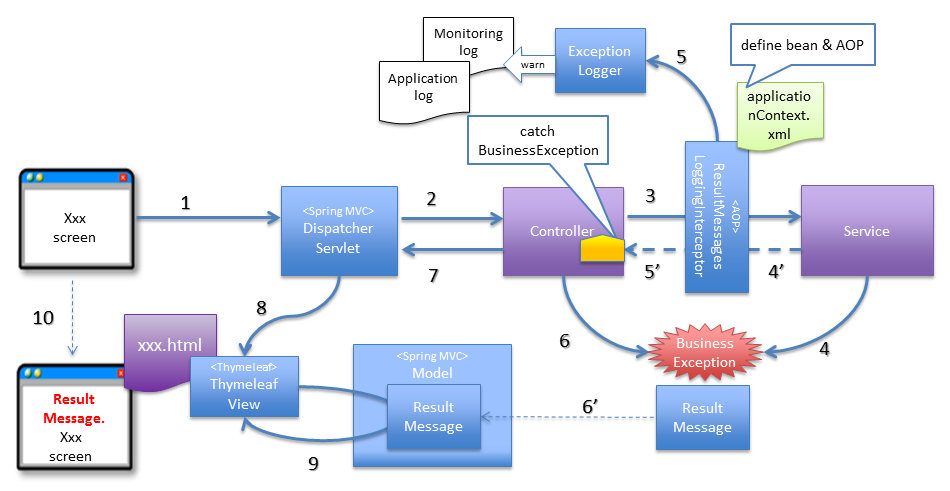 Monitoring
log
Application
log
warn
Exception
Logger
5
define bean & AOP
applicatio
nContext.
xml
catch
BusinessException
Xxx
screen
1
<Spring MVC>
Dispatcher
Servlet
2
7
Controller
3
5’
<AOP>
ResultMessages
LoggingInterceptor
4’
Service
10
8
6
4
Business
Exception
xxx.html
<Thymeleaf>
Thymeleaf
View
<Spring MVC>
Model
Result
Message
6’
Result
Message
9
Result
Message.
Xxx
screen